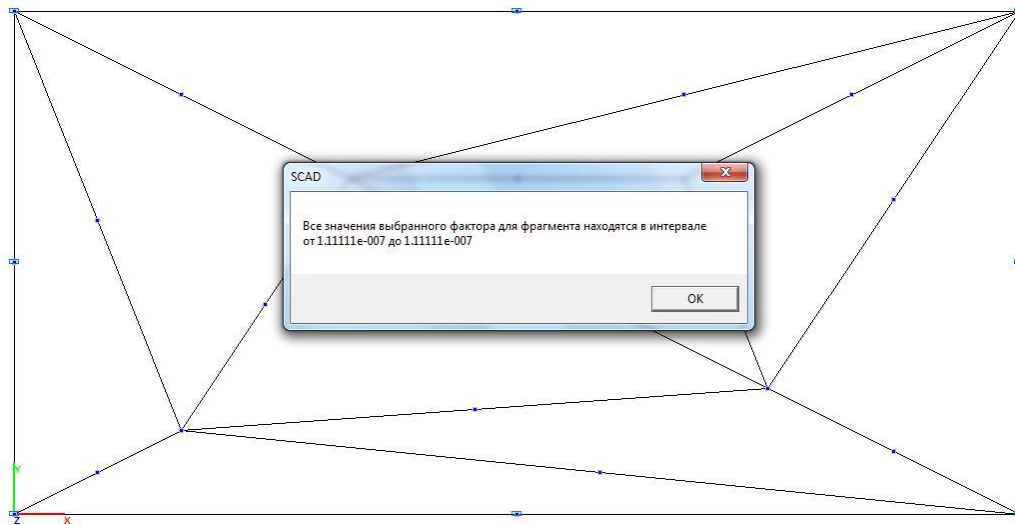 SCAD
Все значения выбранного фактора для фрагмента находятся в интервале
от 1.11111e-007 до 1.11111e-007
OK
Y
Z
X